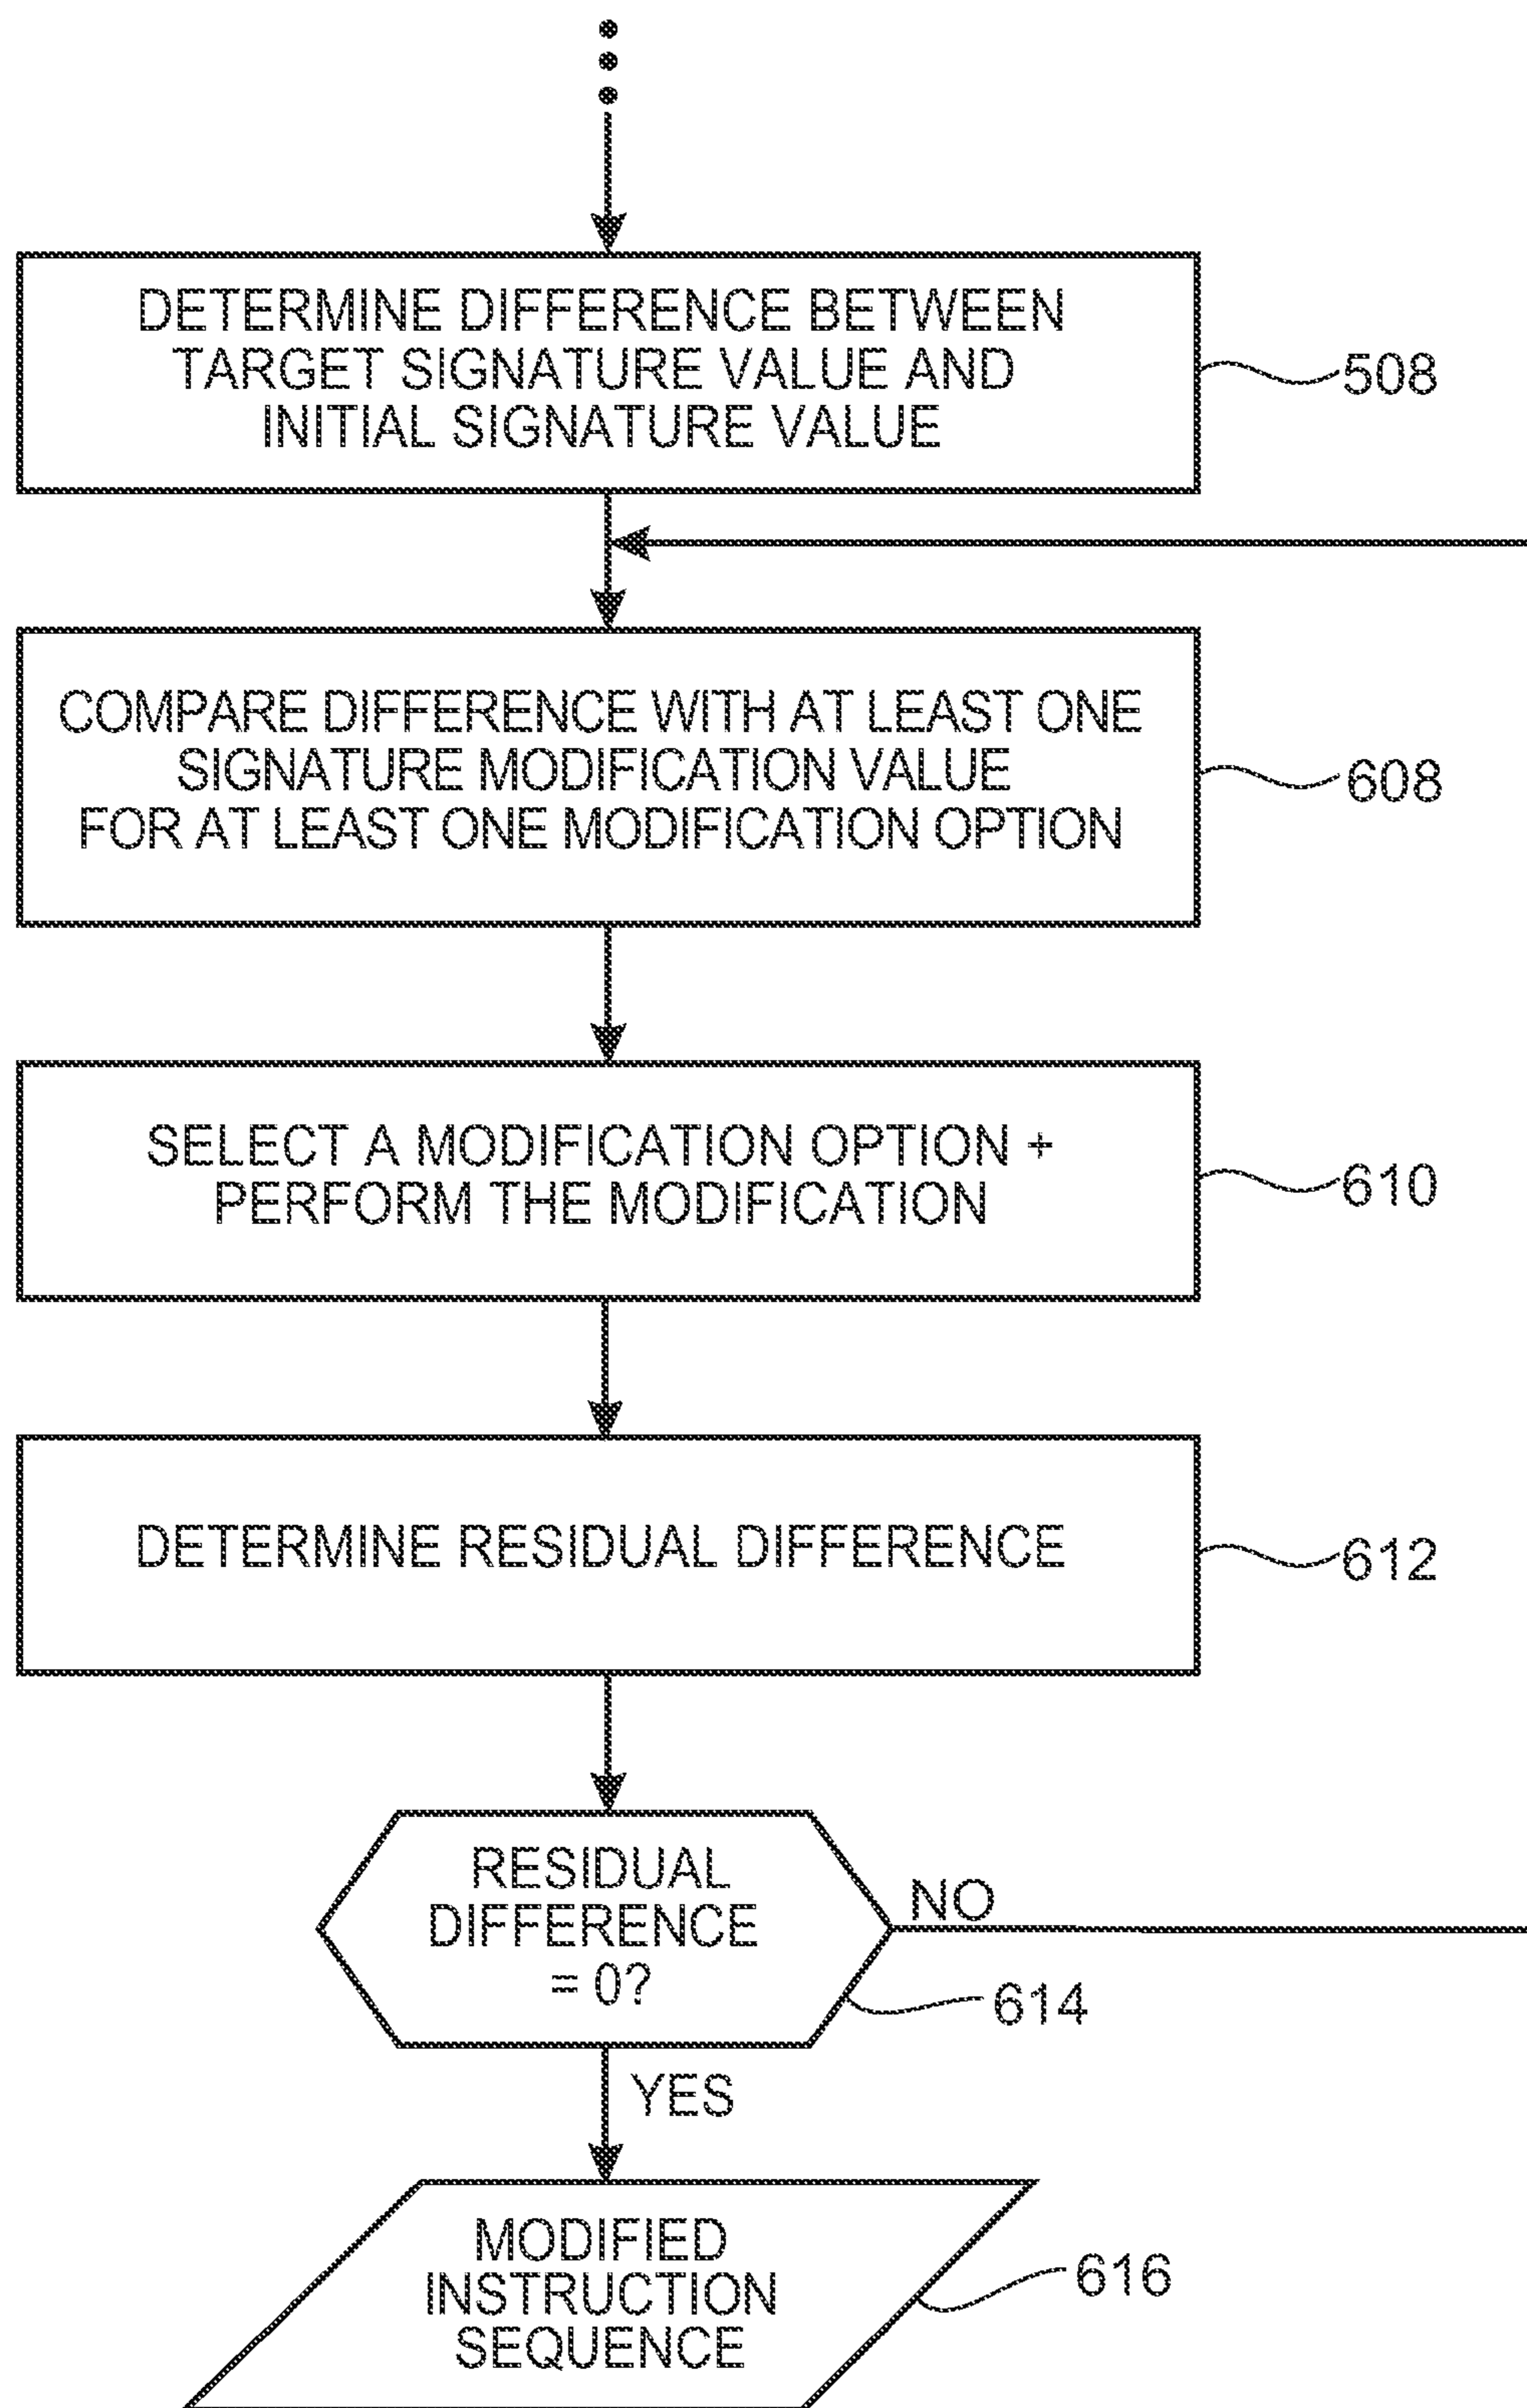 DETERMINE DIFFERENCE BETWEEN
TARGET SIGNATURE VALUE AND
INITIAL SIGNATURE VALUE
508
COMPARE DIFFERENCE WITH AT LEAST ONE
SIGNATURE MODIFICATION VALUE
FOR AT LEAST ONE MODIFICATION OPTION
608
SELECT A MODIFICATION OPTION +
PERFORM THE MODIFICATION
610
DETERMINE RESIDUAL DIFFERENCE
612
RESIDUAL
DIFFERENCE
= 0?
NO
614
YES
MODIFIED
INSTRUCTION
SEQUENCE
616